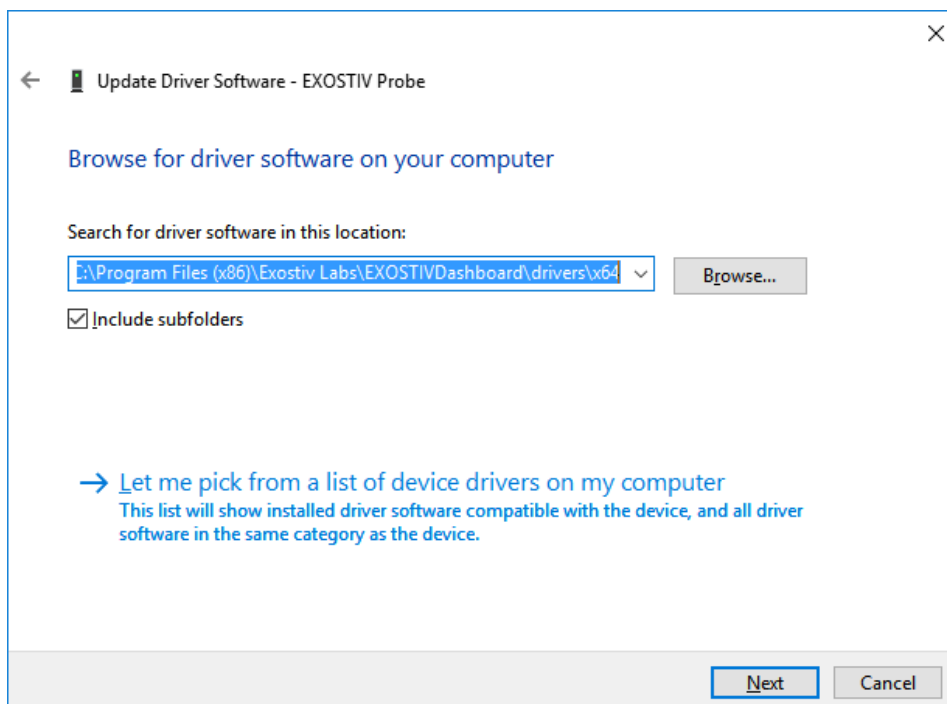 Update Driver Software - EXOSTIV Probe
Browse for driver software on your computer
Search for driver software in this location:
C:\Program Files (x86)\Exostiv Labs\EXOSTIVDashboard\drivers\x64
Browse...
Include subfolders
Let me pick from a list of device drivers on my computer
This list will show installed driver software compatible with the device, and all driver
software in the same category as the device.
Next
Cancel